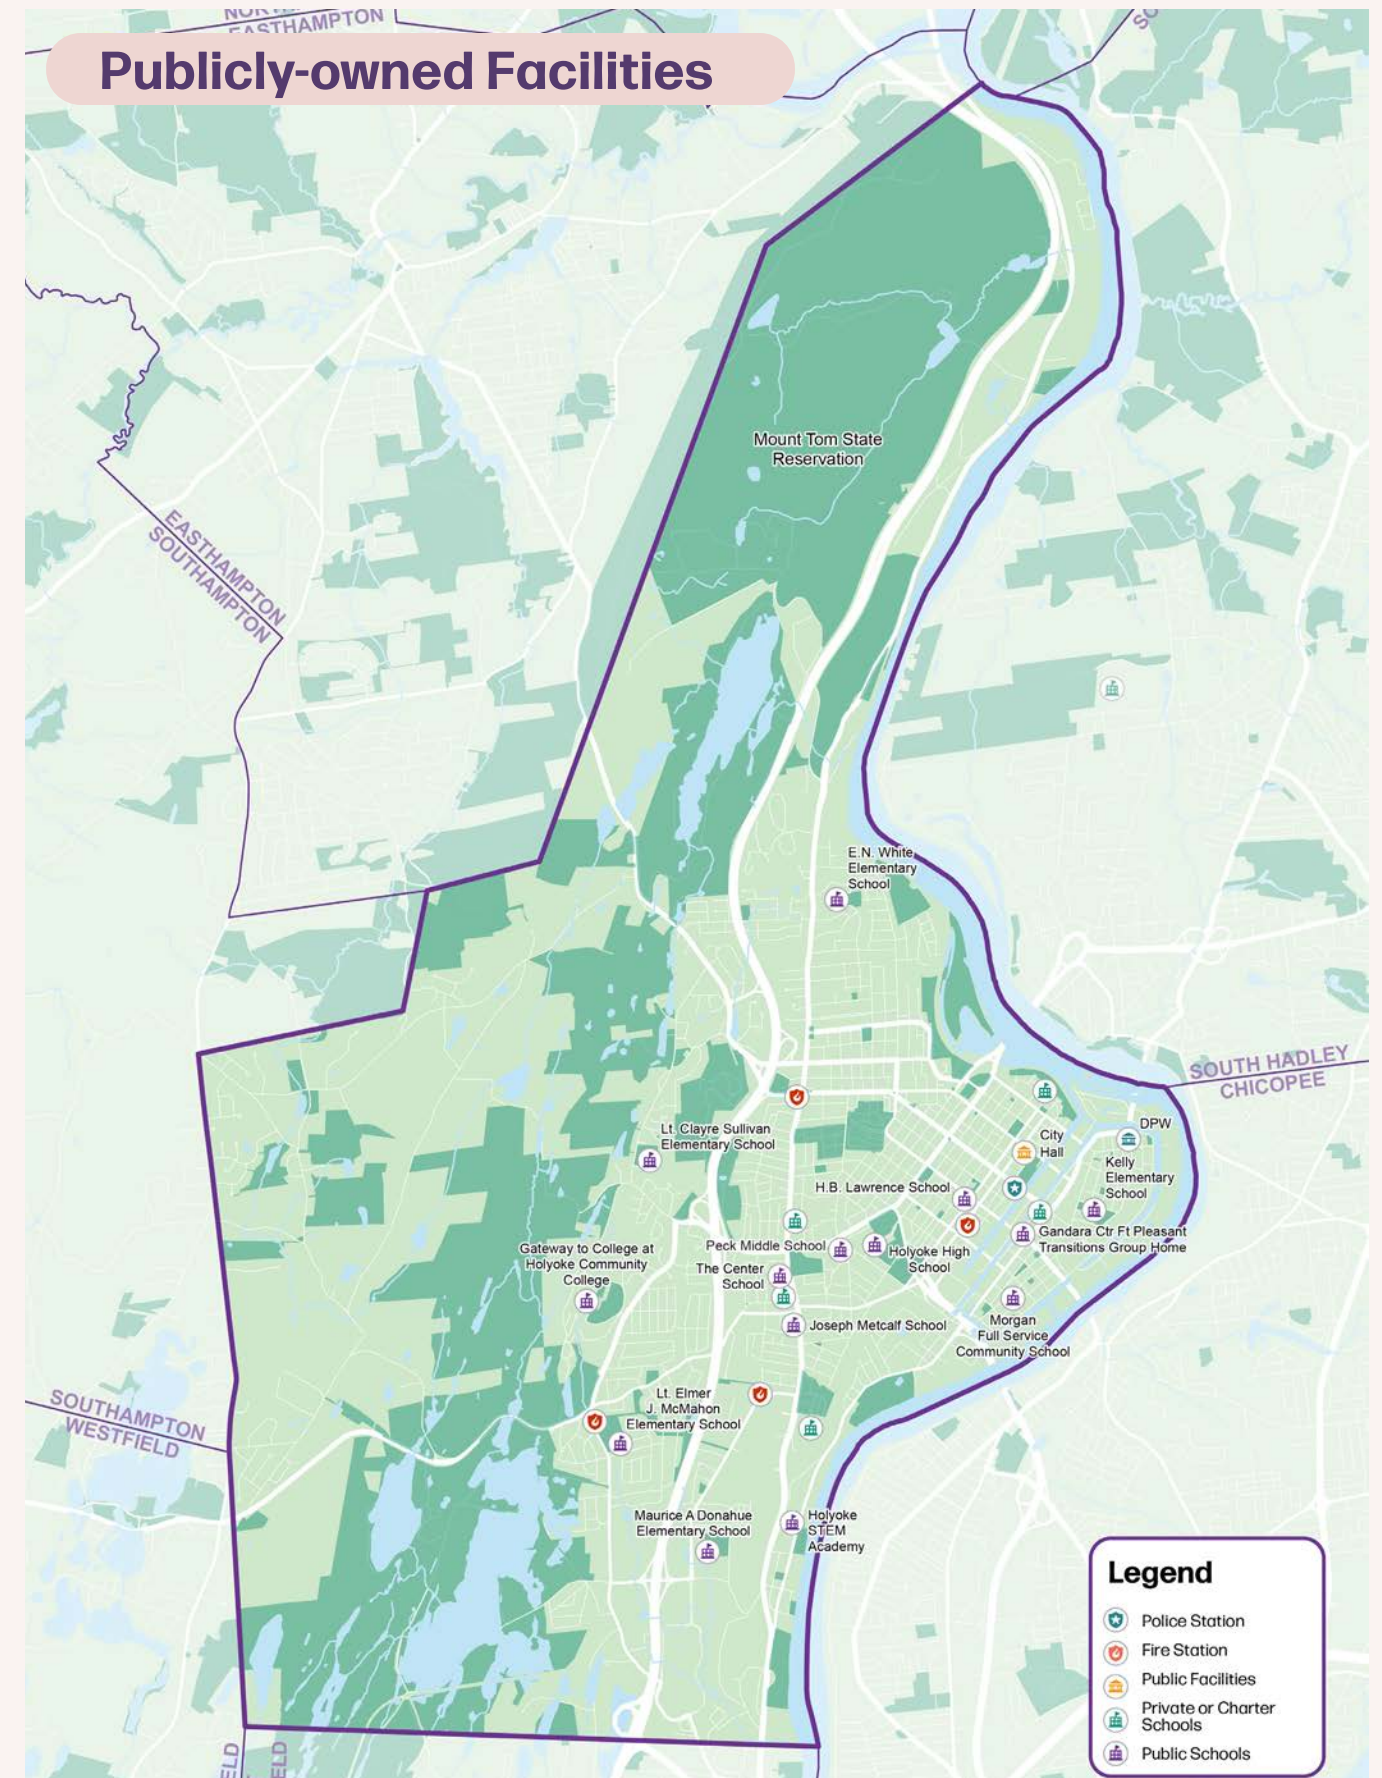 EASTHAMPTON
Publicly-owned Facilities
Mount Tom State
Reservation
EASTHAMPTON
SOUTHAMPTON
E.N. White
Elementary
School
SOUTH HADLEY
CHICOPEE
DPW
City
Hall
Lt. Clayre Sullivan
Elementary School
Kelly
Elementary
School
H.B. Lawrence School
Gandara Ctr Ft Pleasant
Transitions Group Home
Peck Middle School
Holyoke High
School
Gateway to College at
Holyoke Community
College
The Center
School
Joseph Metcalf School
Morgan
Full Service
Community School
SOUTHAMPTON
WESTFIELD
Lt. Elmer
J. McMahon
Elementary School
Maurice A Donahue
Elementary School
Holyoke
STEM
Academy
Legend
Police Station
Fire Station
Public Facilities
Private or Charter
Schools
Public Schools